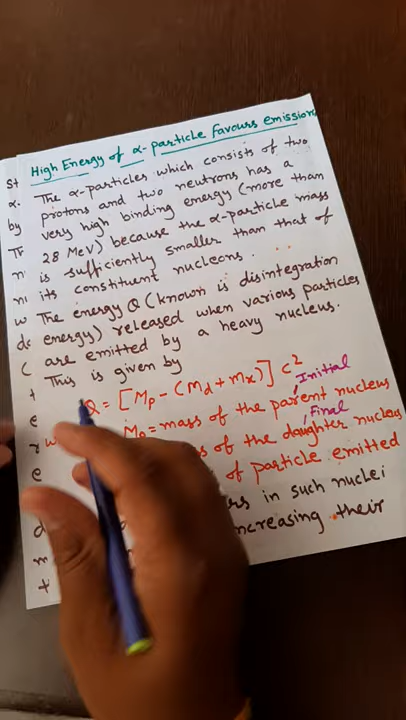 High Energy of α-particle favours emission
The α-particles which consists of two
protons and two neutrons has a
very high binding energy (more than
28 MeV) because the α-particle mass
is sufficiently smaller than that of
its constituent nucleons.
The energy Q (known is disintegration
energy) released when various particles
are emitted by a heavy nucleus.
This is given by
Q = [Mp - (Md + mx)] c²
Initial
Mp = mass of the parent nucleus
/Final
s of the daughter nucleus
of particle emitted
rs in such nuclei
ncreasing their